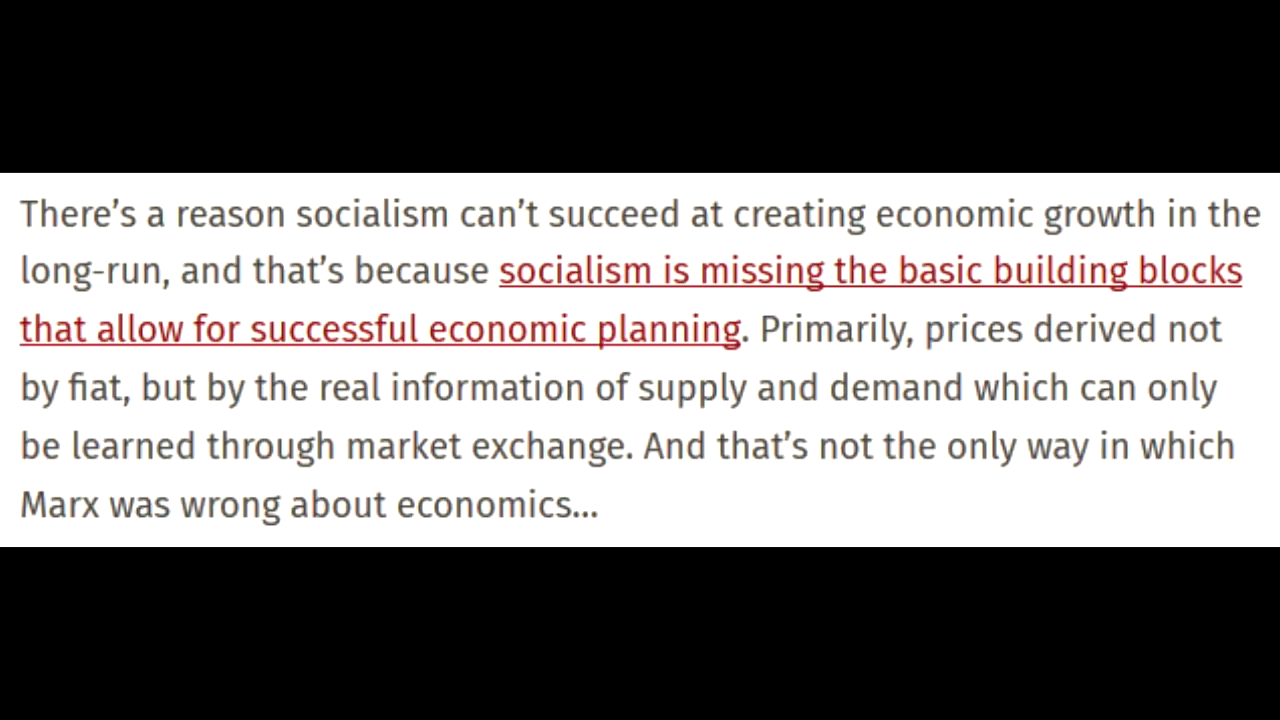 There’s a reason socialism can’t succeed at creating economic growth in the
long-run, and that’s because socialism is missing the basic building blocks
that allow for successful economic planning. Primarily, prices derived not
by fiat, but by the real information of supply and demand which can only
be learned through market exchange. And that’s not the only way in which
Marx was wrong about economics...